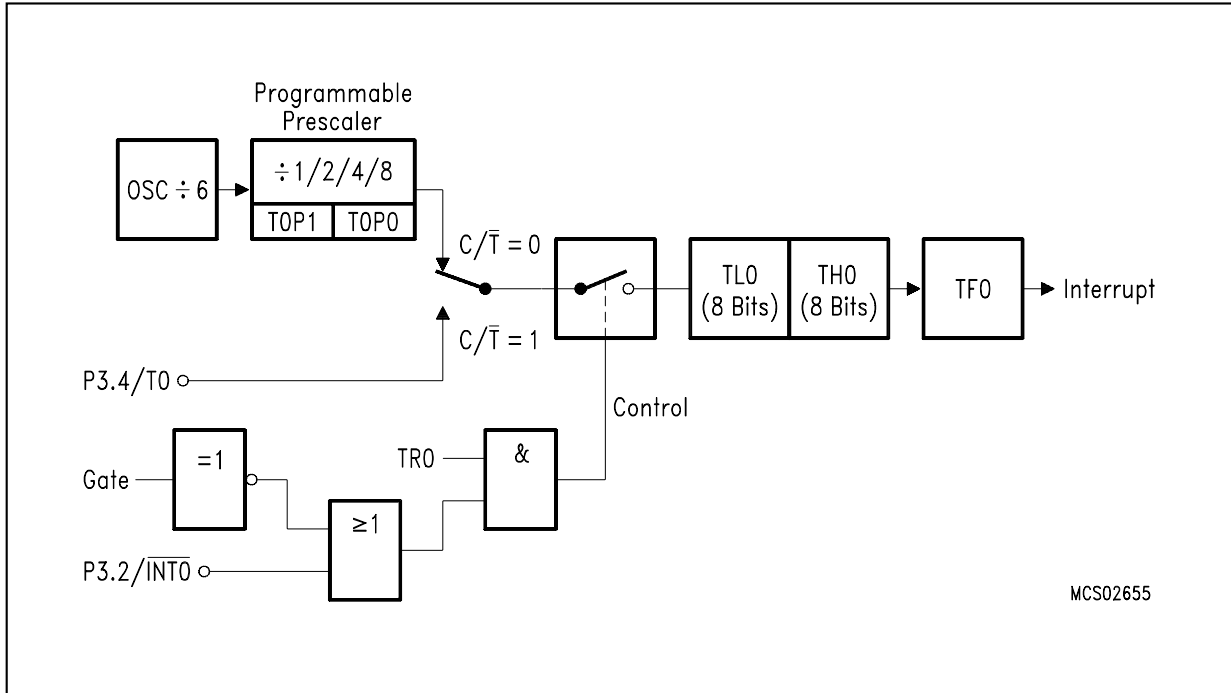 Programmable
Prescaler
OSC ÷ 6
÷ 1/2/4/8
T0P1
T0P0
C/T̅ = 0
TL0
(8 Bits)
TH0
(8 Bits)
TF0
Interrupt
C/T̅ = 1
P3.4/T0
Control
Gate
=1
TR0
&
≥1
P3.2/I̅N̅T̅0̅
MCS02655